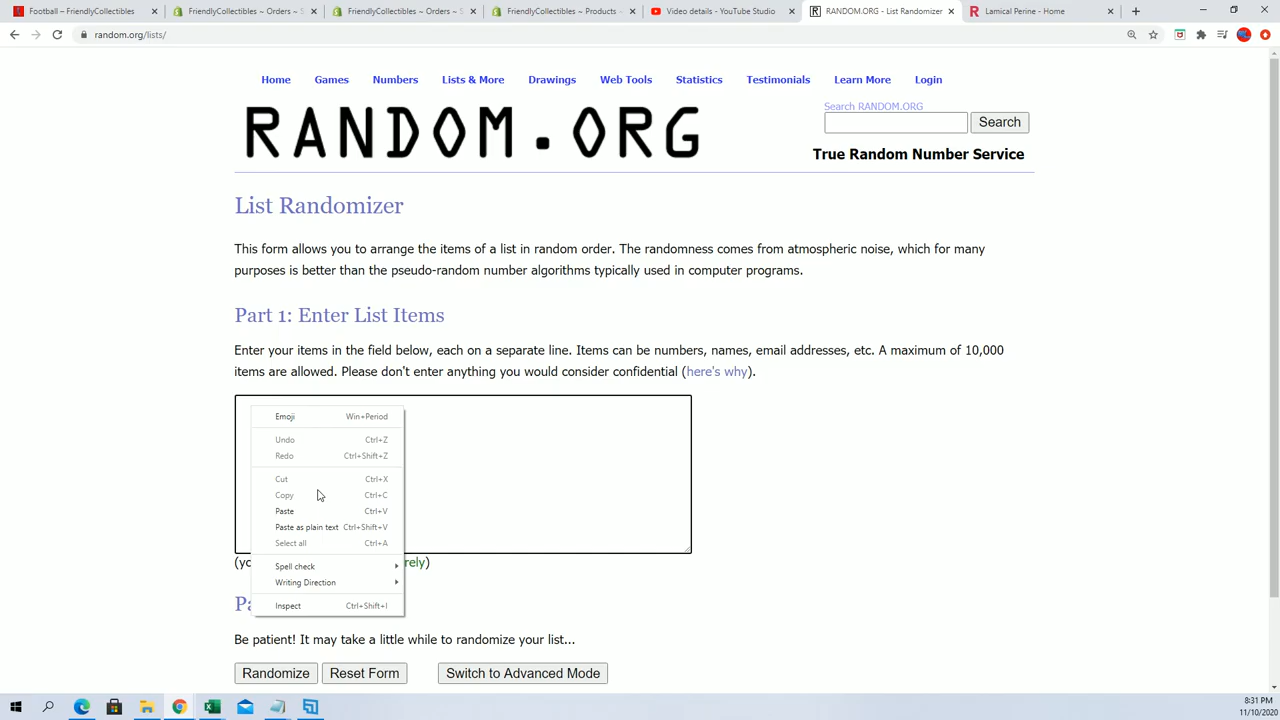 Football – FriendlyCollectibles
FriendlyCollectibles ~ Orders ~ S
FriendlyCollectibles ~ Orders ~ S
FriendlyCollectibles ~ Products ~
Video details - YouTube Studio
RANDOM.ORG - List Randomizer
Lamical Perine - Home
random.org/lists/
Home Games Numbers Lists & More Drawings Web Tools Statistics Testimonials Learn More Login
RANDOM.ORG
Search RANDOM.ORG
Search
True Random Number Service
List Randomizer
This form allows you to arrange the items of a list in random order. The randomness comes from atmospheric noise, which for many
purposes is better than the pseudo-random number algorithms typically used in computer programs.
Part 1: Enter List Items
Enter your items in the field below, each on a separate line. Items can be numbers, names, email addresses, etc. A maximum of 10,000
items are allowed. Please don't enter anything you would consider confidential (here's why).
Emoji Win+Period
Undo Ctrl+Z
Redo Ctrl+Shift+Z
Cut Ctrl+X
Copy Ctrl+C
Paste Ctrl+V
Paste as plain text Ctrl+Shift+V
Select all Ctrl+A
Spell check
Writing Direction
Inspect Ctrl+Shift+I
(yo
rely)
Pa
Be patient! It may take a little while to randomize your list...
Randomize Reset Form Switch to Advanced Mode
8:31 PM
11/10/2020